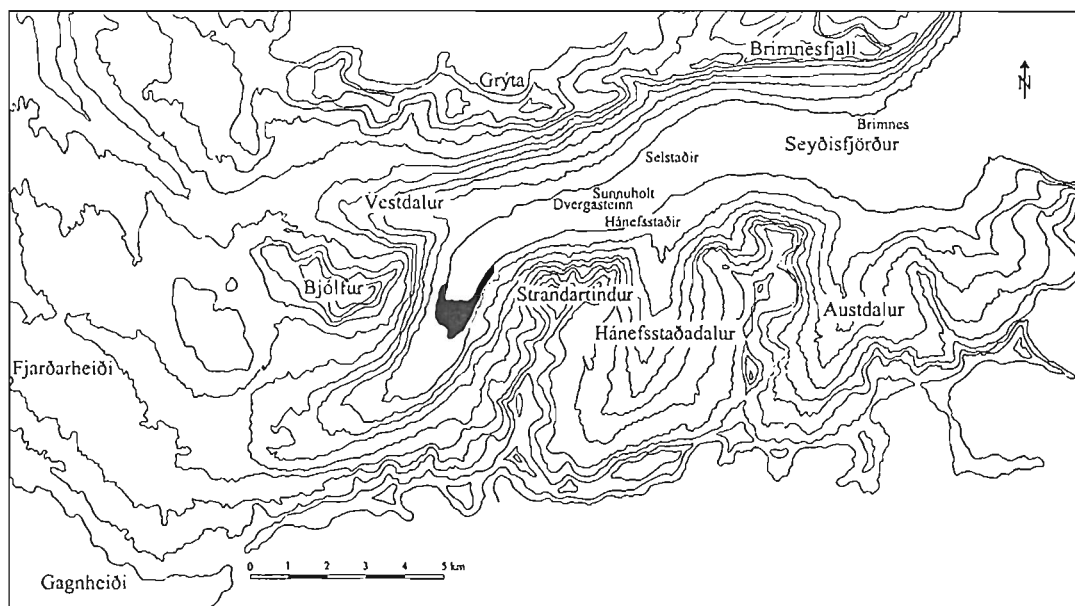 Brimnesfjall
Grýta
N
Brimnes
Seyðisfjörður
Selstaðir
Sunnuholt
Vestdalur
Dvergasteinn
Hánefsstaðir
Bjólfur
Strandartindur
Austdalur
Hánefsstaðadalur
Fjarðarheiði
0 1 2 3 4 5 km
Gagnheiði